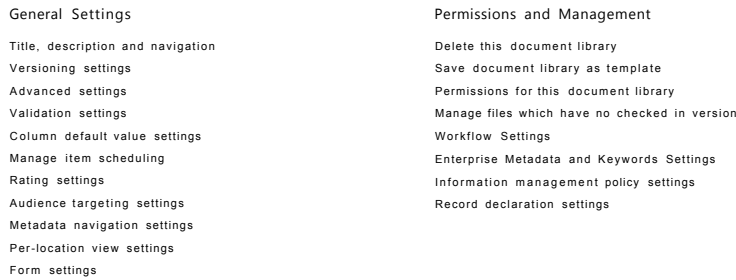 General Settings
Title, description and navigation
Versioning settings
Advanced settings
Validation settings
Column default value settings
Manage item scheduling
Rating settings
Audience targeting settings
Metadata navigation settings
Per-location view settings
Form settings
Permissions and Management
Delete this document library
Save document library as template
Permissions for this document library
Manage files which have no checked in version
Workflow Settings
Enterprise Metadata and Keywords Settings
Information management policy settings
Record declaration settings